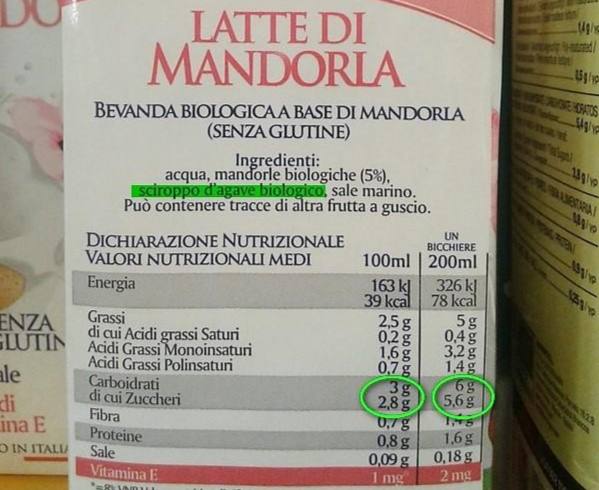 DO
LATTE DI
MANDORLA
BEVANDA BIOLOGICA A BASE DI MANDORLA
(SENZA GLUTINE)
Ingredienti:
acqua, mandorle biologiche (5%),
sciroppo d'agave biologico, sale marino.
Può contenere tracce di altra frutta a guscio.
DICHIARAZIONE NUTRIZIONALE
VALORI NUTRIZIONALI MEDI 100ml UN BICCHIERE 200ml
Energia 163 kJ 326 kJ
39 kcal 78 kcal
Grassi 2,5 g 5 g
di cui Acidi grassi Saturi 0,2 g 0,4 g
Acidi Grassi Monoinsaturi 1,6 g 3,2 g
Acidi Grassi Polinsaturi 0,7 g 1,4 g
Carboidrati 3 g 6 g
di cui Zuccheri 2,8 g 5,6 g
Fibra 0,7 g 1,4 g
Proteine 0,8 g 1,6 g
Sale 0,09 g 0,18 g
Vitamina E 1 mg* 2 mg
ENZA
GLUTIN
ale
di
ina E
O IN ITALIA